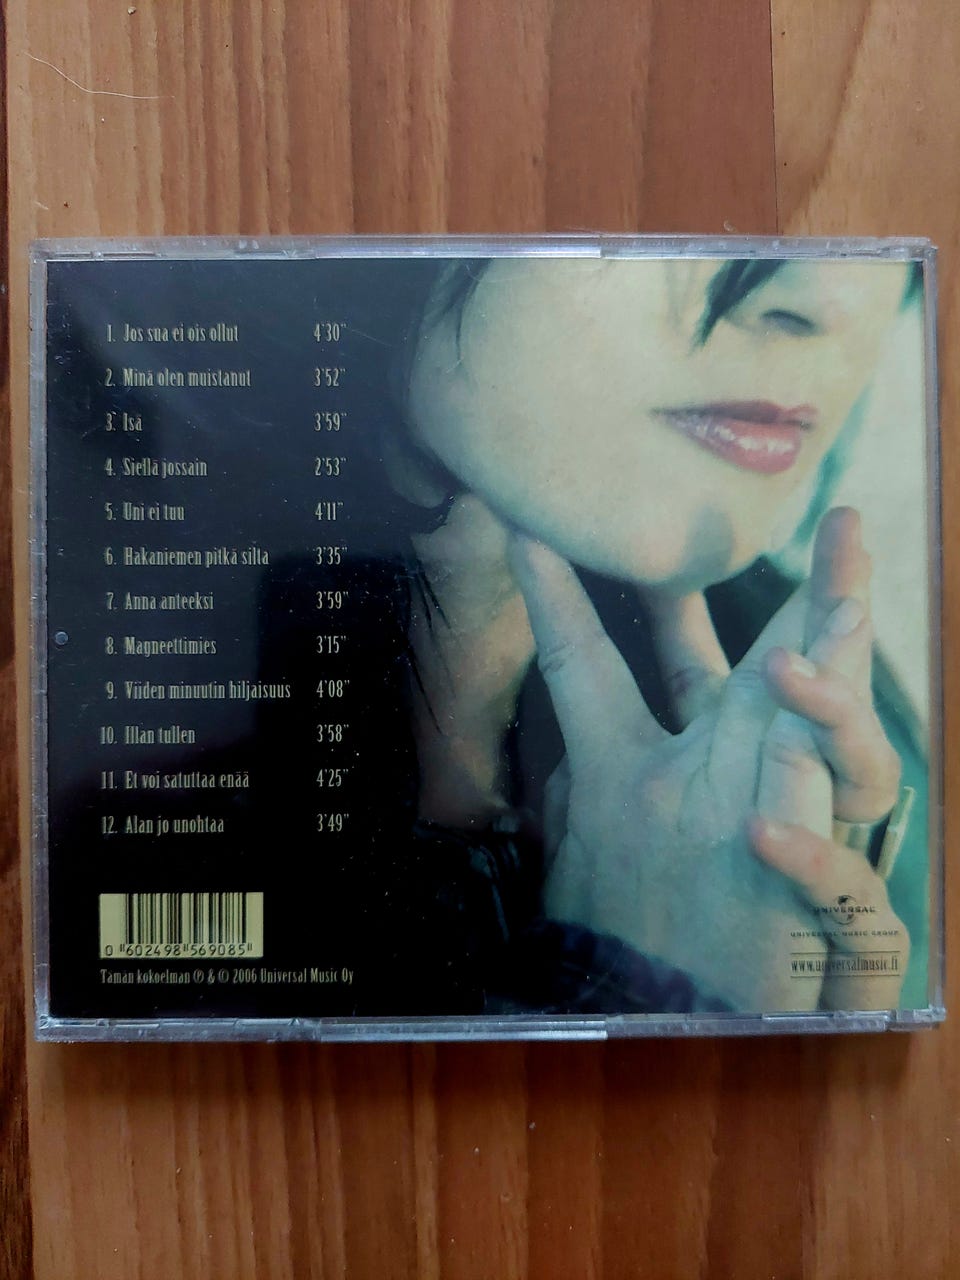 1. Jos sua ei ois ollut 4'30"
2. Minä olen muistanut 3'52"
3. Isä 3'59"
4. Siellä jossain 2'53"
5. Uni ei tuu 4'11"
6. Hakaniemen pitkä silta 3'35"
7. Anna anteeksi 3'59"
8. Magneettimies 3'15"
9. Viiden minuutin hiljaisuus 4'08"
10. Illan tullen 3'58"
11. Et voi satuttaa enää 4'25"
12. Alan jo unohtaa 3'49"
0 602498 569085
Tämän kokoelman ℗ & © 2006 Universal Music Oy
UNIVERSAL
UNIVERSAL MUSIC GROUP
www.universalmusic.fi